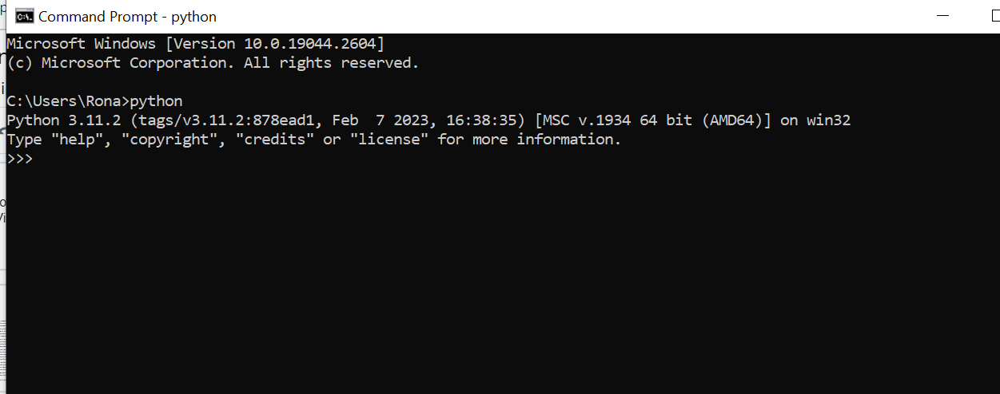 Command Prompt - python
Microsoft Windows [Version 10.0.19044.2604]
(c) Microsoft Corporation. All rights reserved.
C:\Users\Rona>python
Python 3.11.2 (tags/v3.11.2:878ead1, Feb  7 2023, 16:38:35) [MSC v.1934 64 bit (AMD64)] on win32
Type "help", "copyright", "credits" or "license" for more information.
>>>